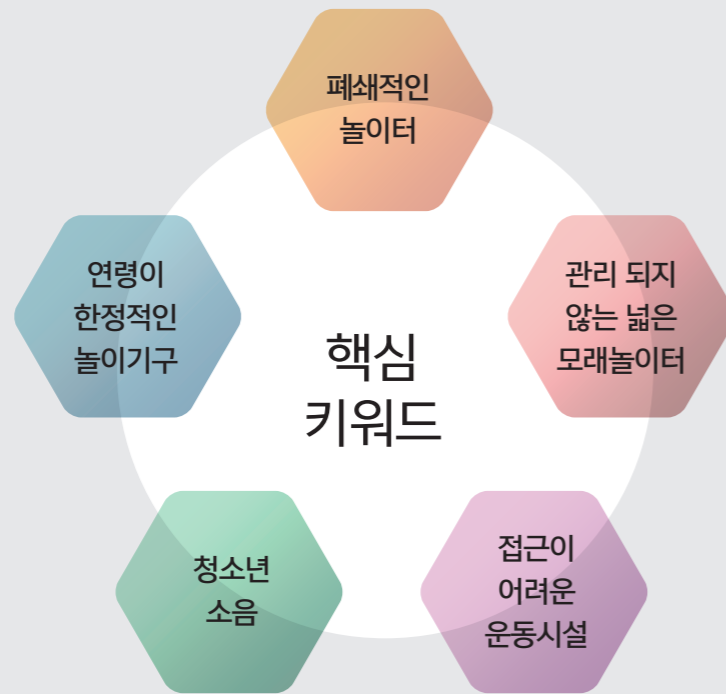 폐쇄적인
놀이터
연령이
한정적인
놀이기구
관리 되지
않는 넓은
모래놀이터
핵심
키워드
청소년
소음
접근이
어려운
운동시설